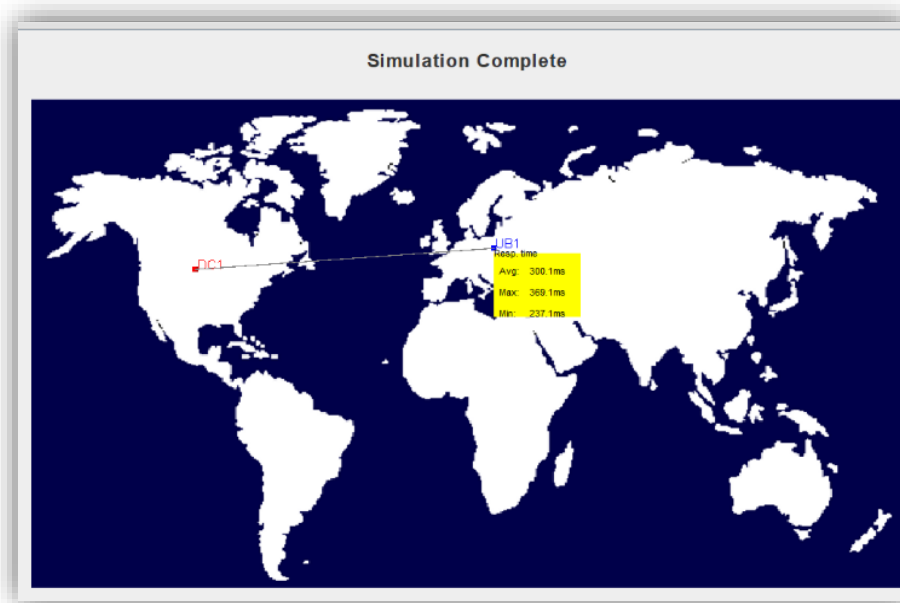 Simulation Complete
DC1
UB1
Resp. time
Avg: 300.1ms
Max: 369.1ms
Min: 237.1ms